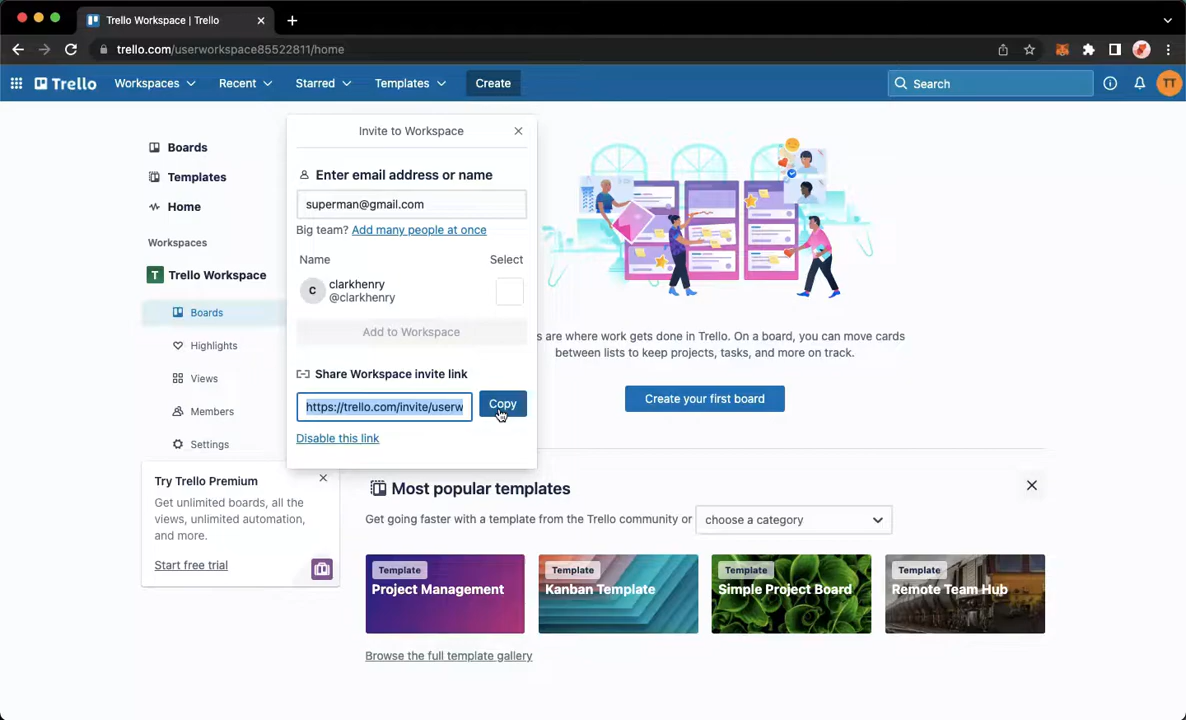 Trello Workspace | Trello
trello.com/userworkspace85522811/home
Trello
Workspaces
Recent
Starred
Templates
Create
Search
TT
Boards
Templates
Home
Workspaces
T
Trello Workspace
Boards
Highlights
Views
Members
Settings
Try Trello Premium
Get unlimited boards, all the
views, unlimited automation,
and more.
Start free trial
Invite to Workspace
Enter email address or name
superman@gmail.com
Big team? Add many people at once
Name
Select
C
clarkhenry
@clarkhenry
Add to Workspace
Share Workspace invite link
https://trello.com/invite/userw
Copy
Disable this link
s are where work gets done in Trello. On a board, you can move cards
between lists to keep projects, tasks, and more on track.
Create your first board
Most popular templates
Get going faster with a template from the Trello community or
choose a category
Template
Project Management
Template
Kanban Template
Template
Simple Project Board
Template
Remote Team Hub
Browse the full template gallery